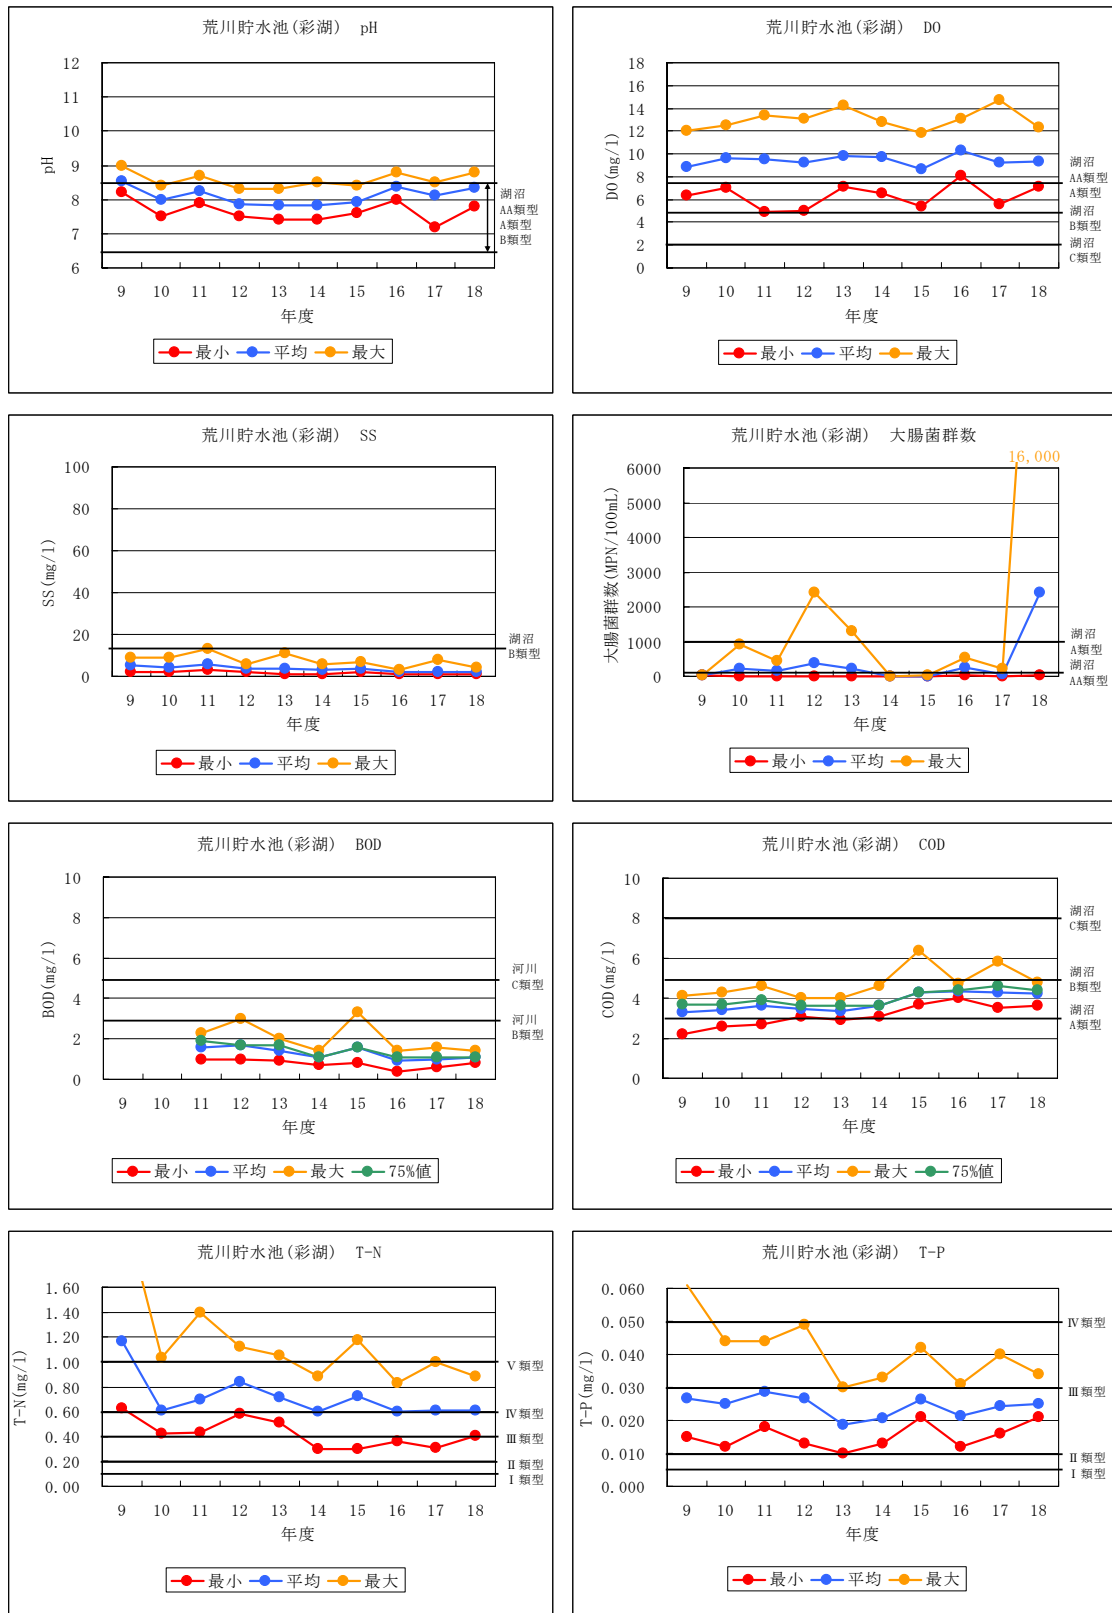 荒川貯水池(彩湖) pH
12
11
10
9
8
7
6
pH
湖沼
AA類型
A類型
B類型
9 10 11 12 13 14 15 16 17 18
年度
最小 平均 最大
荒川貯水池(彩湖) DO
18
16
14
12
10
8
6
4
2
0
DO(mg/l)
湖沼
AA類型
A類型
湖沼
B類型
湖沼
C類型
9 10 11 12 13 14 15 16 17 18
年度
最小 平均 最大
荒川貯水池(彩湖) SS
100
80
60
40
20
0
SS(mg/l)
湖沼
B類型
9 10 11 12 13 14 15 16 17 18
年度
最小 平均 最大
荒川貯水池(彩湖) 大腸菌群数
16,000
6000
5000
4000
3000
2000
1000
0
大腸菌群数(MPN/100mL)
湖沼
A類型
湖沼
AA類型
9 10 11 12 13 14 15 16 17 18
年度
最小 平均 最大
荒川貯水池(彩湖) BOD
10
8
6
4
2
0
BOD(mg/l)
河川
C類型
河川
B類型
9 10 11 12 13 14 15 16 17 18
年度
最小 平均 最大 75%値
荒川貯水池(彩湖) COD
10
8
6
4
2
0
COD(mg/l)
湖沼
C類型
湖沼
B類型
湖沼
A類型
9 10 11 12 13 14 15 16 17 18
年度
最小 平均 最大 75%値
荒川貯水池(彩湖) T-N
1.60
1.40
1.20
1.00
0.80
0.60
0.40
0.20
0.00
T-N(mg/l)
Ⅴ類型
Ⅳ類型
Ⅲ類型
Ⅱ類型
Ⅰ類型
9 10 11 12 13 14 15 16 17 18
年度
最小 平均 最大
荒川貯水池(彩湖) T-P
0.060
0.050
0.040
0.030
0.020
0.010
0.000
T-P(mg/l)
Ⅳ類型
Ⅲ類型
Ⅱ類型
Ⅰ類型
9 10 11 12 13 14 15 16 17 18
年度
最小 平均 最大